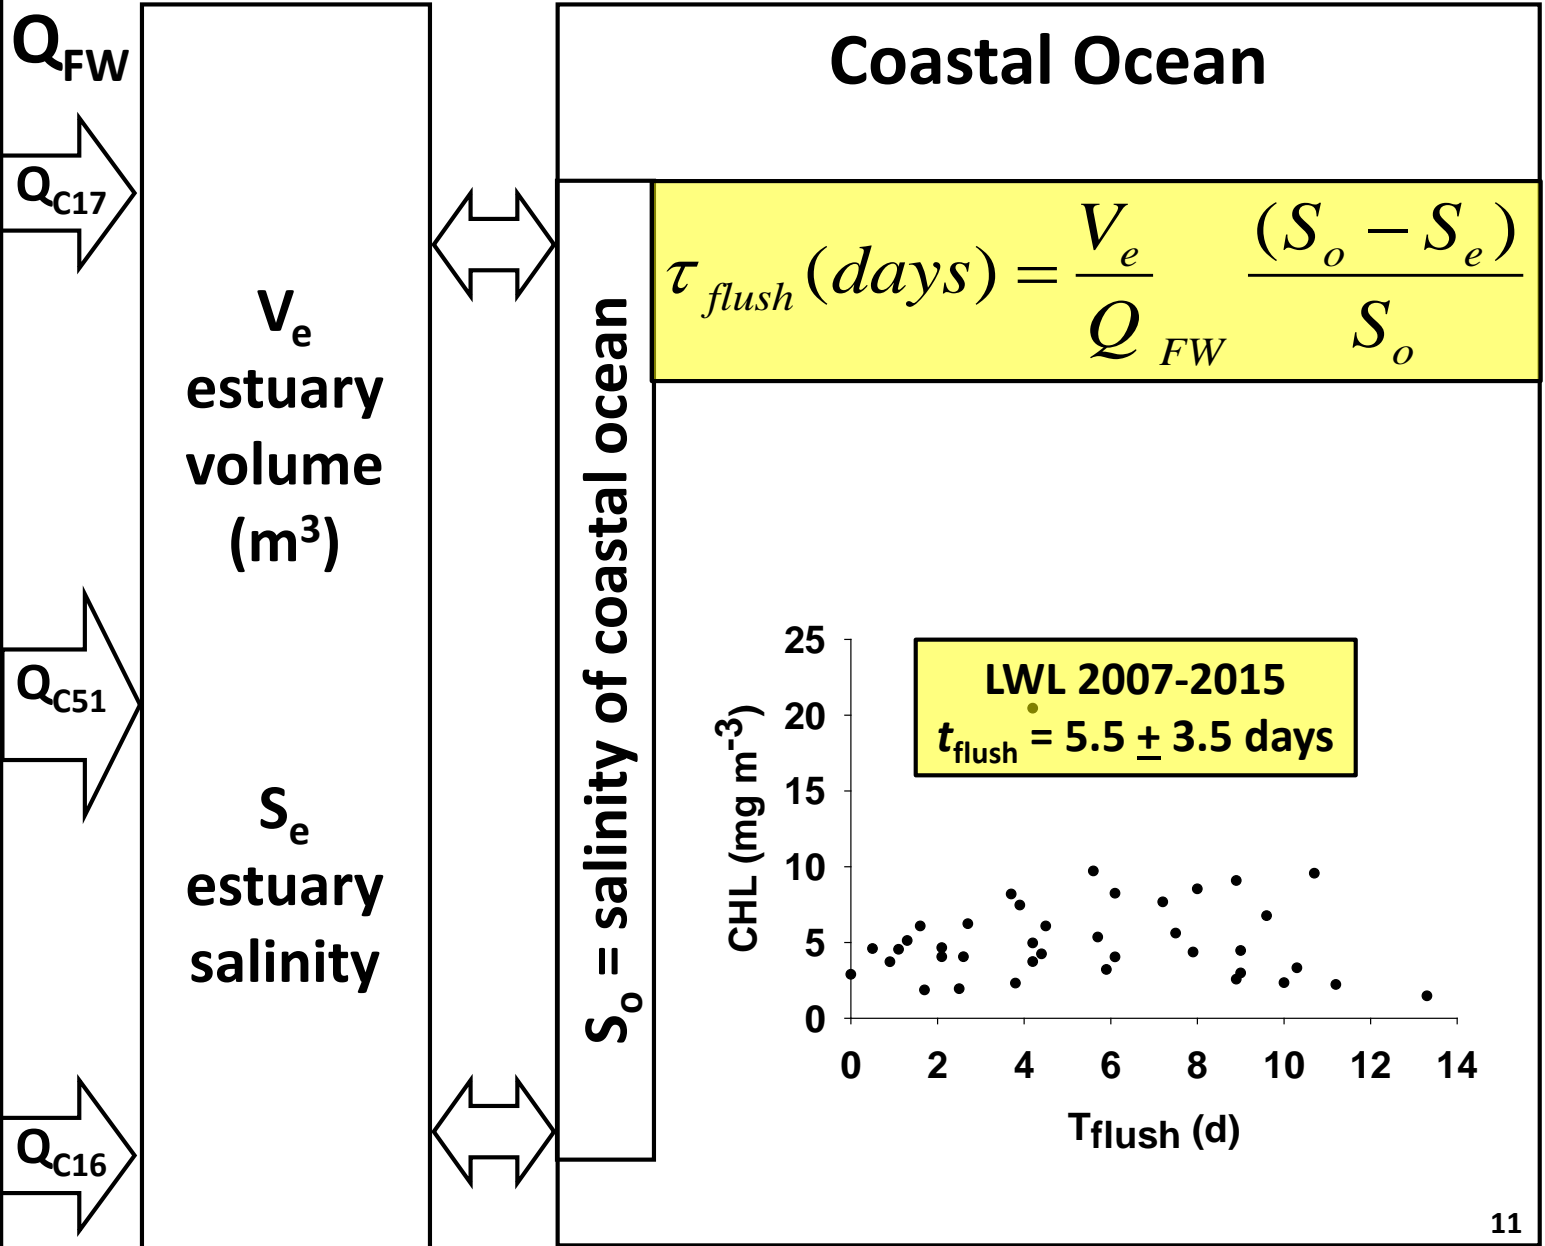 Q_FW
Q_C17
Q_C51
Q_C16
V_e
estuary
volume
(m³)
S_e
estuary
salinity
S_o = salinity of coastal ocean
Coastal Ocean
τ_flush (days) = V_e / Q_FW (S_o − S_e) / S_o
LWL 2007-2015
t_flush = 5.5 ± 3.5 days
CHL (mg m⁻³)
25
20
15
10
5
0
0 2 4 6 8 10 12 14
T_flush (d)
11